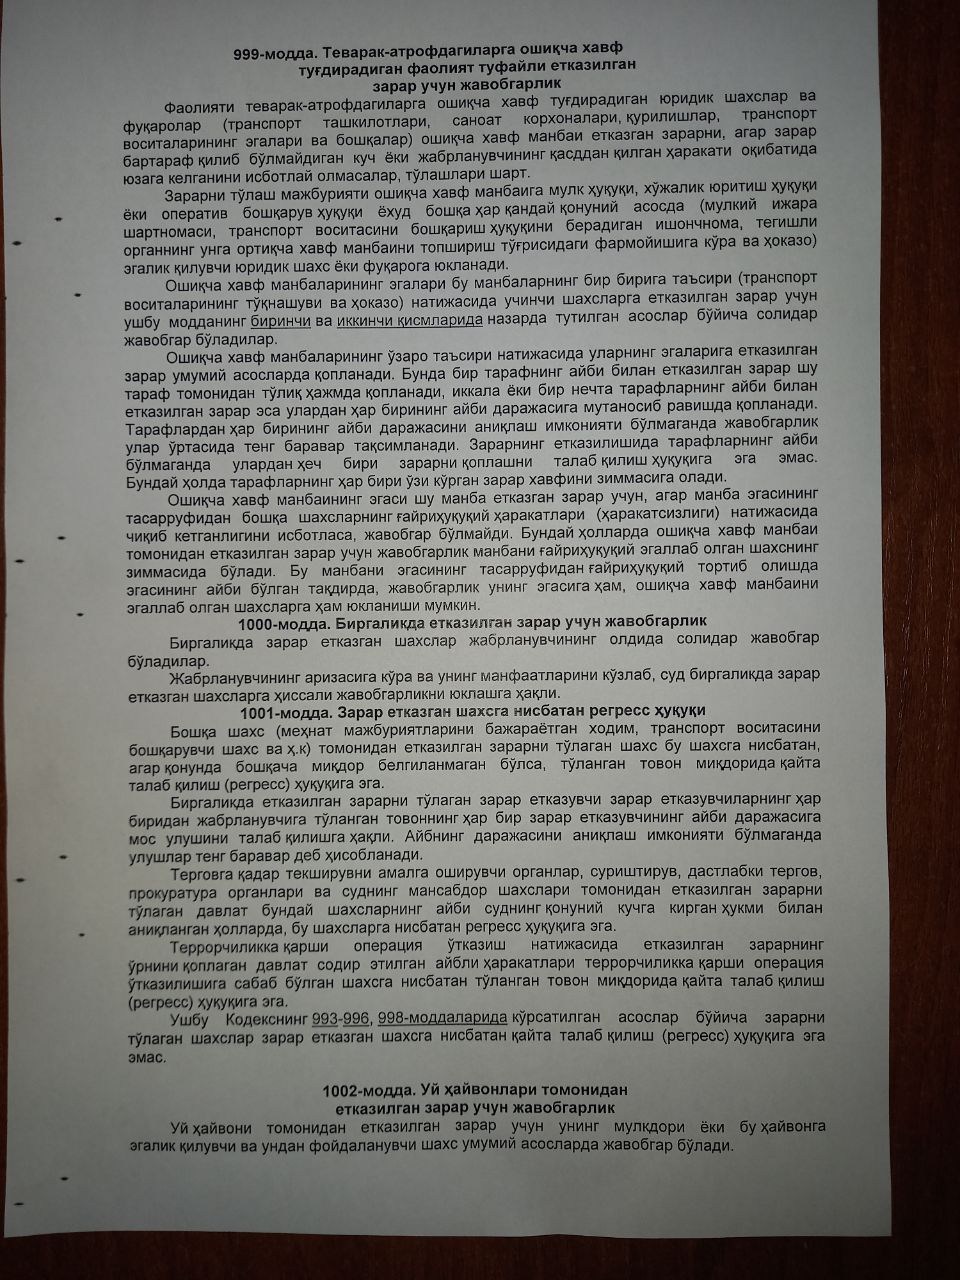 999-модда. Теварак-атрофдагиларга ошиқча хавф
туғдирадиган фаолият туфайли етказилган
зарар учун жавобгарлик
Фаолияти теварак-атрофдагиларга ошиқча хавф туғдирадиган юридик шахслар ва
фуқаролар (транспорт ташкилотлари, саноат корхоналари, қурилишлар, транспорт
воситаларининг эгалари ва бошқалар) ошиқча хавф манбаи етказган зарарни, агар зарар
бартараф қилиб бўлмайдиган куч ёки жабрланувчининг қасддан қилган ҳаракати оқибатида
юзага келганини исботлай олмасалар, тўлашлари шарт.
Зарарни тўлаш мажбурияти ошиқча хавф манбаига мулк ҳуқуқи, хўжалик юритиш ҳуқуқи
ёки оператив бошқарув ҳуқуқи ёхуд бошқа ҳар қандай қонуний асосда (мулкий ижара
шартномаси, транспорт воситасини бошқариш ҳуқуқини берадиган ишончнома, тегишли
органнинг унга ортиқча хавф манбаини топшириш тўғрисидаги фармойишига кўра ва ҳоказо)
эгалик қилувчи юридик шахс ёки фуқарога юкланади.
Ошиқча хавф манбаларининг эгалари бу манбаларнинг бир бирига таъсири (транспорт
воситаларининг тўқнашуви ва ҳоказо) натижасида учинчи шахсларга етказилган зарар учун
ушбу модданинг биринчи ва иккинчи қисмларида назарда тутилган асослар бўйича солидар
жавобгар бўладилар.
Ошиқча хавф манбаларининг ўзаро таъсири натижасида уларнинг эгаларига етказилган
зарар умумий асосларда қопланади. Бунда бир тарафнинг айби билан етказилган зарар шу
тараф томонидан тўлиқ ҳажмда қопланади, иккала ёки бир нечта тарафларнинг айби билан
етказилган зарар эса улардан ҳар бирининг айби даражасига мутаносиб равишда қопланади.
Тарафлардан ҳар бирининг айби даражасини аниқлаш имконияти бўлмаганда жавобгарлик
улар ўртасида тенг баравар тақсимланади. Зарарнинг етказилишида тарафларнинг айби
бўлмаганда улардан ҳеч бири зарарни қоплашни талаб қилиш ҳуқуқига эга эмас.
Бундай ҳолда тарафларнинг ҳар бири ўзи кўрган зарар хавфини зиммасига олади.
Ошиқча хавф манбаининг эгаси шу манба етказган зарар учун, агар манба эгасининг
тасарруфидан бошқа шахсларнинг ғайриҳуқуқий ҳаракатлари (ҳаракатсизлиги) натижасида
чиқиб кетганлигини исботласа, жавобгар бўлмайди. Бундай ҳолларда ошиқча хавф манбаи
томонидан етказилган зарар учун жавобгарлик манбани ғайриҳуқуқий эгаллаб олган шахснинг
зиммасида бўлади. Бу манбани эгасининг тасарруфидан ғайриҳуқуқий тортиб олишда
эгасининг айби бўлган тақдирда, жавобгарлик унинг эгасига ҳам, ошиқча хавф манбаини
эгаллаб олган шахсларга ҳам юкланиши мумкин.
1000-модда. Биргаликда етказилган зарар учун жавобгарлик
Биргаликда зарар етказган шахслар жабрланувчининг олдида солидар жавобгар
бўладилар.
Жабрланувчининг аризасига кўра ва унинг манфаатларини кўзлаб, суд биргаликда зарар
етказган шахсларга ҳиссали жавобгарликни юклашга ҳақли.
1001-модда. Зарар етказган шахсга нисбатан регресс ҳуқуқи
Бошқа шахс (меҳнат мажбуриятларини бажараётган ходим, транспорт воситасини
бошқарувчи шахс ва ҳ.к) томонидан етказилган зарарни тўлаган шахс бу шахсга нисбатан,
агар қонунда бошқача миқдор белгиланмаган бўлса, тўланган товон миқдорида қайта
талаб қилиш (регресс) ҳуқуқига эга.
Биргаликда етказилган зарарни тўлаган зарар етказувчи зарар етказувчиларнинг ҳар
биридан жабрланувчига тўланган товоннинг ҳар бир зарар етказувчининг айби даражасига
мос улушини талаб қилишга ҳақли. Айбнинг даражасини аниқлаш имконияти бўлмаганда
улушлар тенг баравар деб ҳисобланади.
Терговга қадар текширувни амалга оширувчи органлар, суриштирув, дастлабки тергов,
прокуратура органлари ва суднинг мансабдор шахслари томонидан етказилган зарарни
тўлаган давлат бундай шахсларнинг айби суднинг қонуний кучга кирган ҳукми билан
аниқланган ҳолларда, бу шахсларга нисбатан регресс ҳуқуқига эга.
Террорчиликка қарши операция ўтказиш натижасида етказилган зарарнинг
ўрнини қоплаган давлат содир этилган айбли ҳаракатлари террорчиликка қарши операция
ўтказилишига сабаб бўлган шахсга нисбатан тўланган товон миқдорида қайта талаб қилиш
(регресс) ҳуқуқига эга.
Ушбу Кодекснинг 993-996, 998-моддаларида кўрсатилган асослар бўйича зарарни
тўлаган шахслар зарар етказган шахсга нисбатан қайта талаб қилиш (регресс) ҳуқуқига эга
эмас.
1002-модда. Уй ҳайвонлари томонидан
етказилган зарар учун жавобгарлик
Уй ҳайвони томонидан етказилган зарар учун унинг мулкдори ёки бу ҳайвонга
эгалик қилувчи ва ундан фойдаланувчи шахс умумий асосларда жавобгар бўлади.